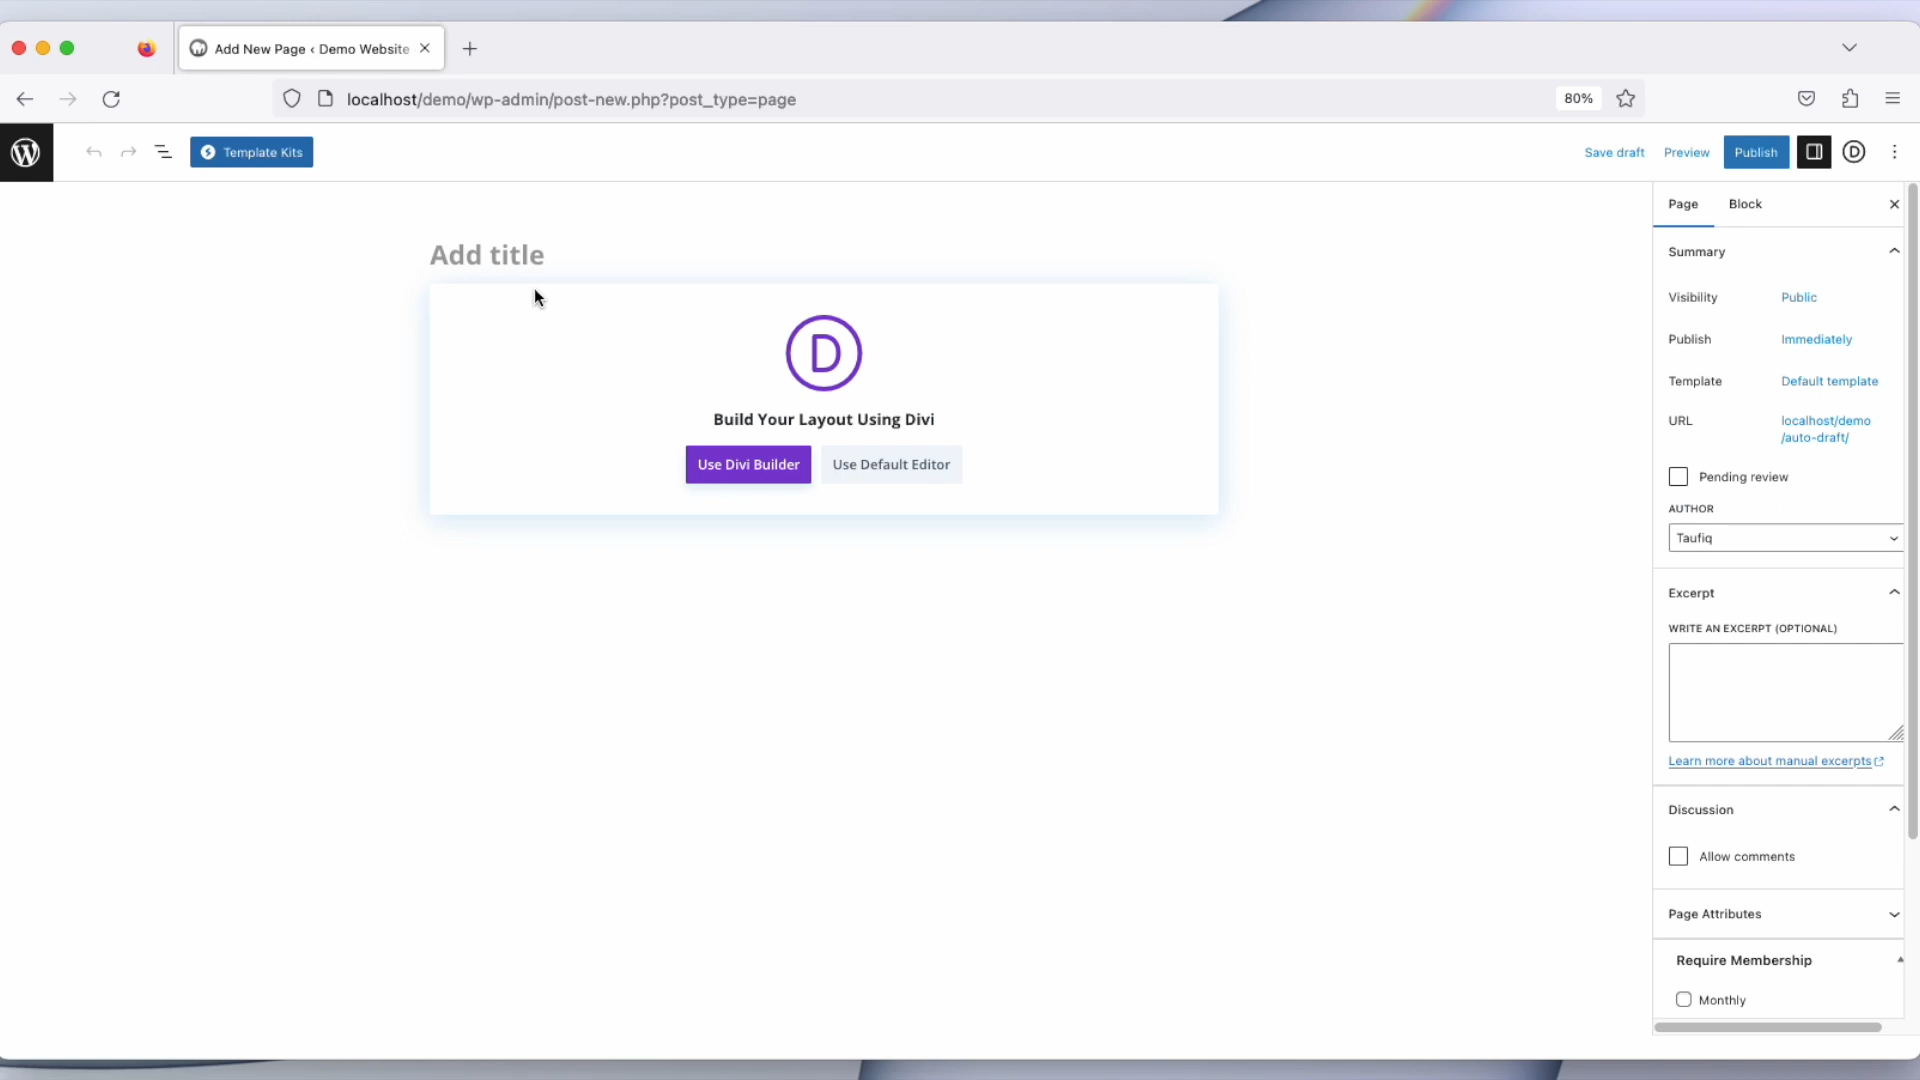 Add New Page ‹ Demo Website
localhost/demo/wp-admin/post-new.php?post_type=page
80%
Template Kits
Save draft
Preview
Publish
Page
Block
Add title
Build Your Layout Using Divi
Use Divi Builder
Use Default Editor
Summary
Visibility
Public
Publish
Immediately
Template
Default template
URL
localhost/demo
/auto-draft/
Pending review
AUTHOR
Taufiq
Excerpt
WRITE AN EXCERPT (OPTIONAL)
Learn more about manual excerpts
Discussion
Allow comments
Page Attributes
Require Membership
Monthly